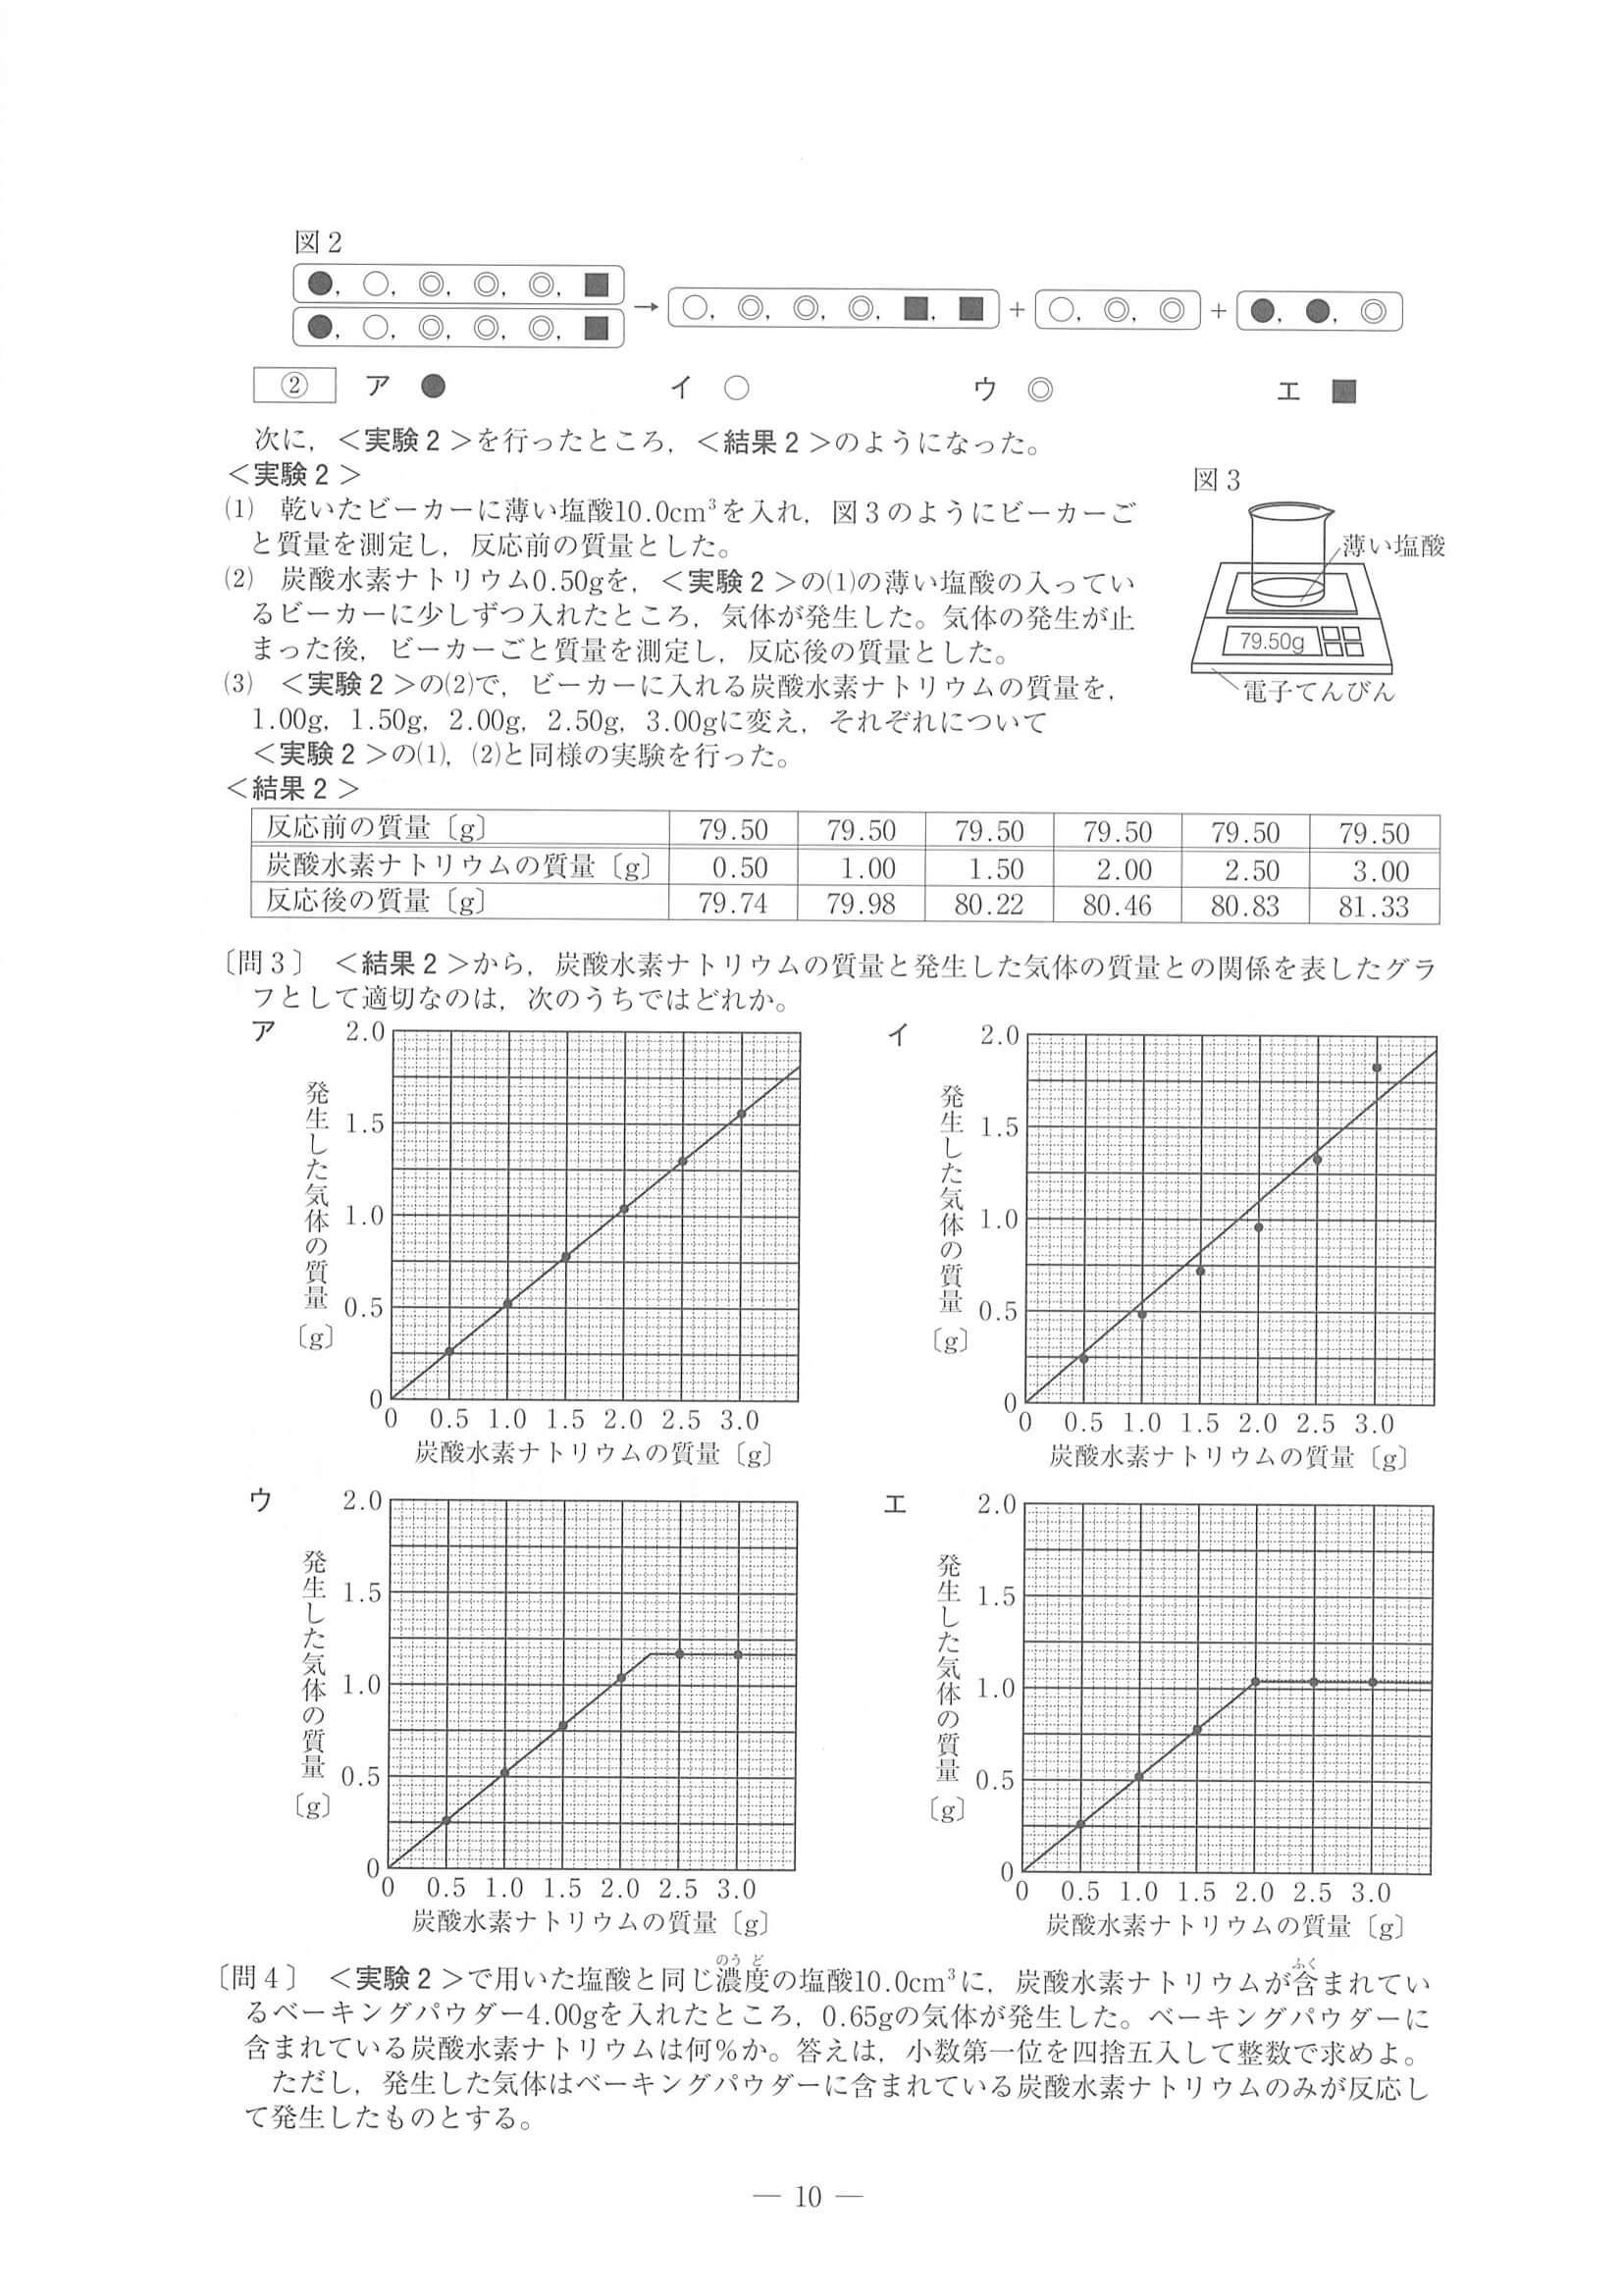 図2
●, ○, ◎, ◎, ◎, ■
●, ○, ◎, ◎, ◎, ■
→ ○, ◎, ◎, ◎, ■, ■ + ○, ◎, ◎ + ●, ●, ◎
② ア ● イ ○ ウ ◎ エ ■
次に，＜実験2＞を行ったところ，＜結果2＞のようになった。
＜実験2＞
図3
(1) 乾いたビーカーに薄い塩酸10.0cm³を入れ，図3のようにビーカーご
と質量を測定し，反応前の質量とした。
(2) 炭酸水素ナトリウム0.50gを，＜実験2＞の(1)の薄い塩酸の入ってい
るビーカーに少しずつ入れたところ，気体が発生した。気体の発生が止
まった後，ビーカーごと質量を測定し，反応後の質量とした。
(3) ＜実験2＞の(2)で，ビーカーに入れる炭酸水素ナトリウムの質量を，
1.00g，1.50g，2.00g，2.50g，3.00gに変え，それぞれについて
＜実験2＞の(1)，(2)と同様の実験を行った。
薄い塩酸
79.50g
電子てんびん
＜結果2＞
反応前の質量〔g〕 79.50 79.50 79.50 79.50 79.50 79.50
炭酸水素ナトリウムの質量〔g〕 0.50 1.00 1.50 2.00 2.50 3.00
反応後の質量〔g〕 79.74 79.98 80.22 80.46 80.83 81.33
〔問3〕 ＜結果2＞から，炭酸水素ナトリウムの質量と発生した気体の質量との関係を表したグラ
フとして適切なのは，次のうちではどれか。
ア
発生した気体の質量〔g〕
2.0
1.5
1.0
0.5
0
0 0.5 1.0 1.5 2.0 2.5 3.0
炭酸水素ナトリウムの質量〔g〕
イ
発生した気体の質量〔g〕
2.0
1.5
1.0
0.5
0
0 0.5 1.0 1.5 2.0 2.5 3.0
炭酸水素ナトリウムの質量〔g〕
ウ
発生した気体の質量〔g〕
2.0
1.5
1.0
0.5
0
0 0.5 1.0 1.5 2.0 2.5 3.0
炭酸水素ナトリウムの質量〔g〕
エ
発生した気体の質量〔g〕
2.0
1.5
1.0
0.5
0
0 0.5 1.0 1.5 2.0 2.5 3.0
炭酸水素ナトリウムの質量〔g〕
のうど ふく
〔問4〕 ＜実験2＞で用いた塩酸と同じ濃度の塩酸10.0cm³に，炭酸水素ナトリウムが含まれてい
るベーキングパウダー4.00gを入れたところ，0.65gの気体が発生した。ベーキングパウダーに
含まれている炭酸水素ナトリウムは何％か。答えは，小数第一位を四捨五入して整数で求めよ。
ただし，発生した気体はベーキングパウダーに含まれている炭酸水素ナトリウムのみが反応し
て発生したものとする。
― 10 ―